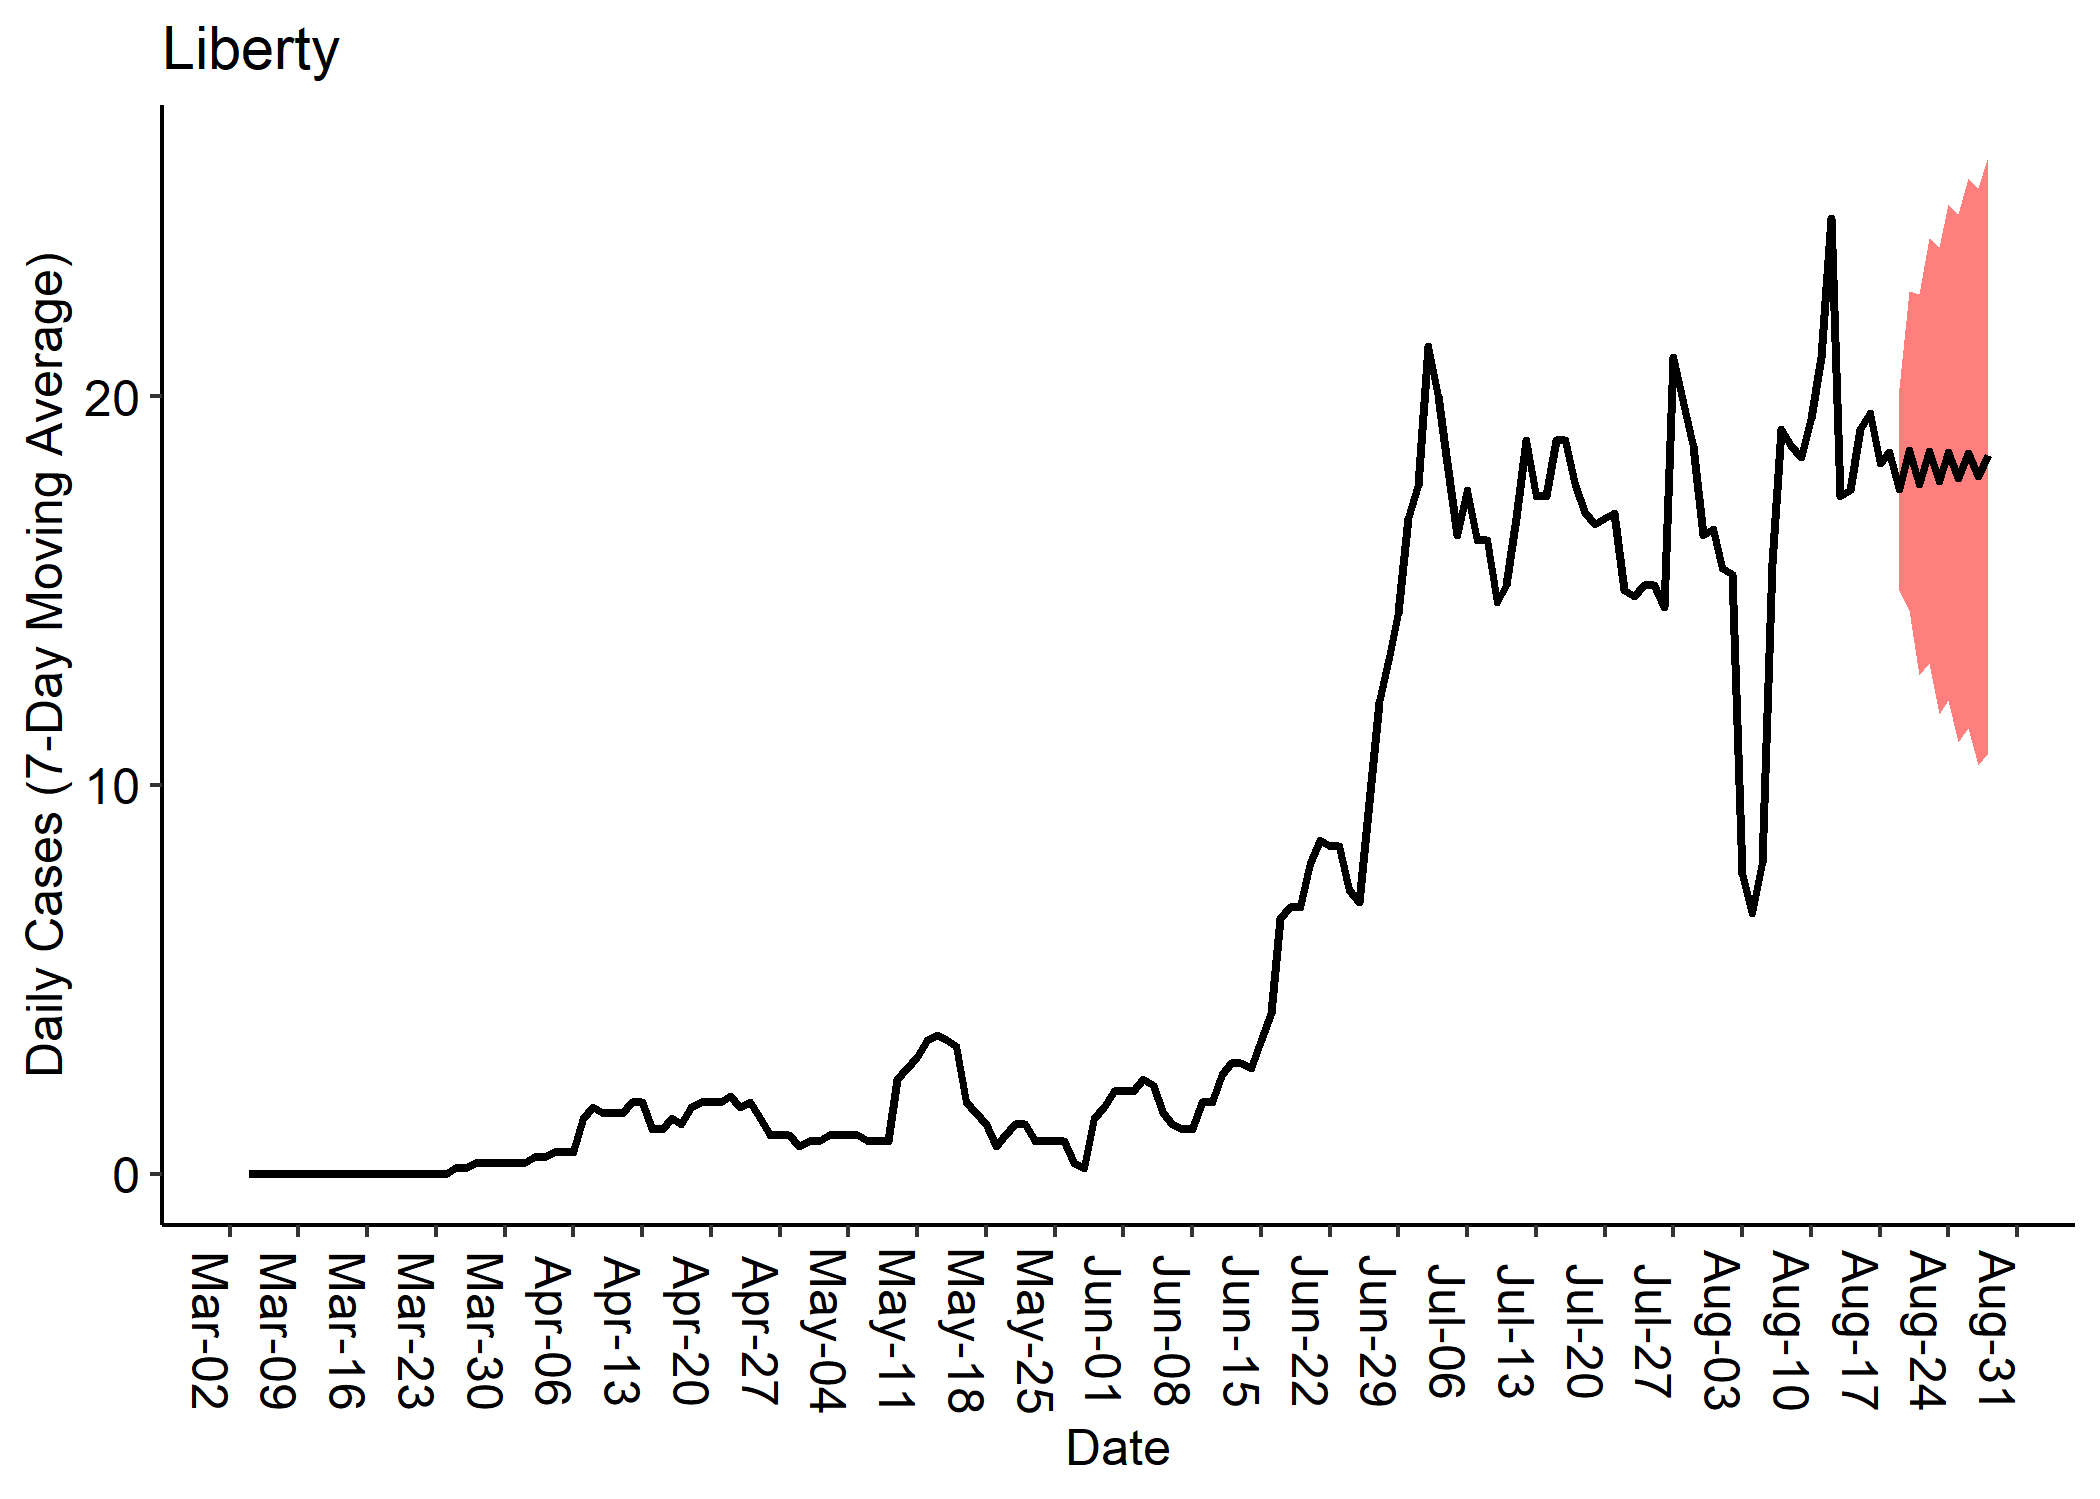 Liberty
Daily Cases (7-Day Moving Average)
20
10
0
Mar-02
Mar-09
Mar-16
Mar-23
Mar-30
Apr-06
Apr-13
Apr-20
Apr-27
May-04
May-11
May-18
May-25
Jun-01
Jun-08
Jun-15
Jun-22
Jun-29
Jul-06
Jul-13
Jul-20
Jul-27
Aug-03
Aug-10
Aug-17
Aug-24
Aug-31
Date